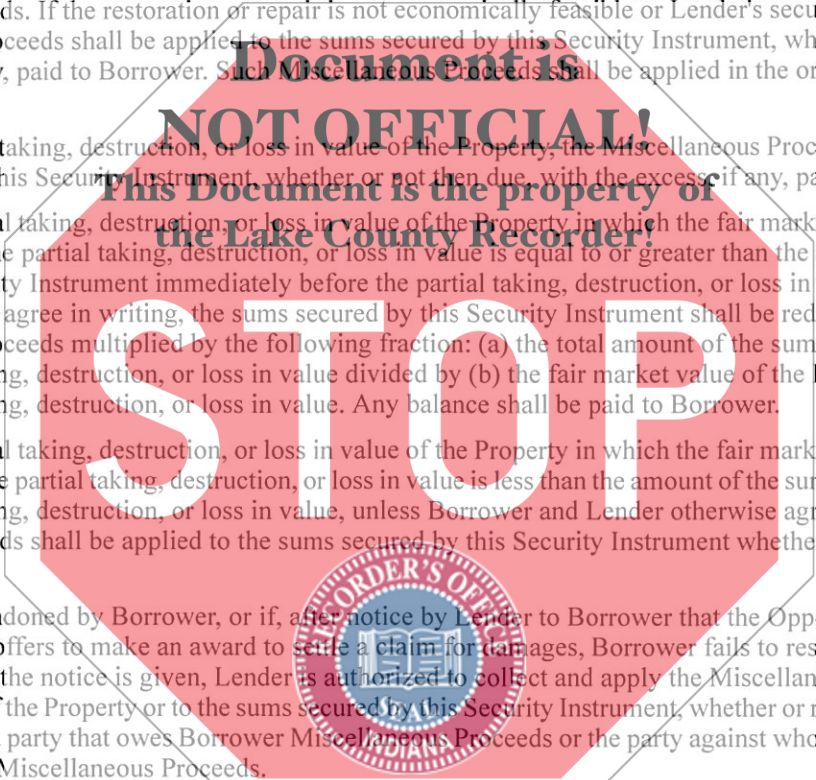 ds. If the restoration or repair is not economically feasible or Lender's secu
oceeds shall be applied to the sums secured by this Security Instrument, wh
, paid to Borrower. Such Miscellaneous Proceeds shall be applied in the or
Document is
NOT OFFICIAL!
This Document is the property of
the Lake County Recorder!
taking, destruction, or loss in value of the Property, the Miscellaneous Proc
his Security Instrument, whether or not then due, with the excess, if any, pa
l taking, destruction, or loss in value of the Property in which the fair mark
e partial taking, destruction, or loss in value is equal to or greater than the
ty Instrument immediately before the partial taking, destruction, or loss in
agree in writing, the sums secured by this Security Instrument shall be red
oceeds multiplied by the following fraction: (a) the total amount of the sum
ng, destruction, or loss in value divided by (b) the fair market value of the
ng, destruction, or loss in value. Any balance shall be paid to Borrower.
STOP
l taking, destruction, or loss in value of the Property in which the fair mark
e partial taking, destruction, or loss in value is less than the amount of the sur
ng, destruction, or loss in value, unless Borrower and Lender otherwise agr
ds shall be applied to the sums secured by this Security Instrument whethe
doned by Borrower, or if, after notice by Lender to Borrower that the Opp
offers to make an award to settle a claim for damages, Borrower fails to res
the notice is given, Lender is authorized to collect and apply the Miscellan
f the Property or to the sums secured by this Security Instrument, whether or
party that owes Borrower Miscellaneous Proceeds or the party against who
Miscellaneous Proceeds.
ORDER'S OFFIC
SEAL
INDIANA